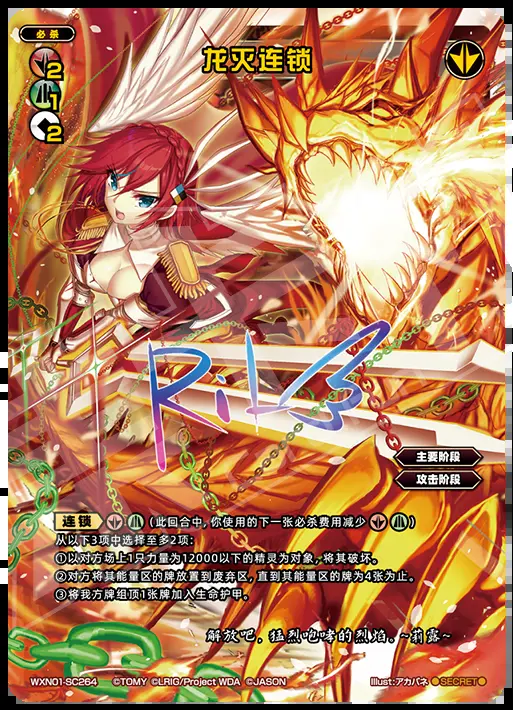 必杀
龙灭连锁
2
1
2
RiL
主要阶段
攻击阶段
连锁 (此回合中,你使用的下一张必杀费用减少 )
从以下3项中选择至多2项:
①以对方场上1只力量为12000以下的精灵为对象,将其破坏。
②对方将其能量区的牌放置到废弃区,直到其能量区的牌为4张为止。
③将我方牌组顶1张牌加入生命护甲。
解放吧,猛烈咆哮的烈焰。~莉露~
WXN01-SC264 ©TOMY ©LRIG/Project WDA ©JASON Illust:アカバネ ●SECRET●